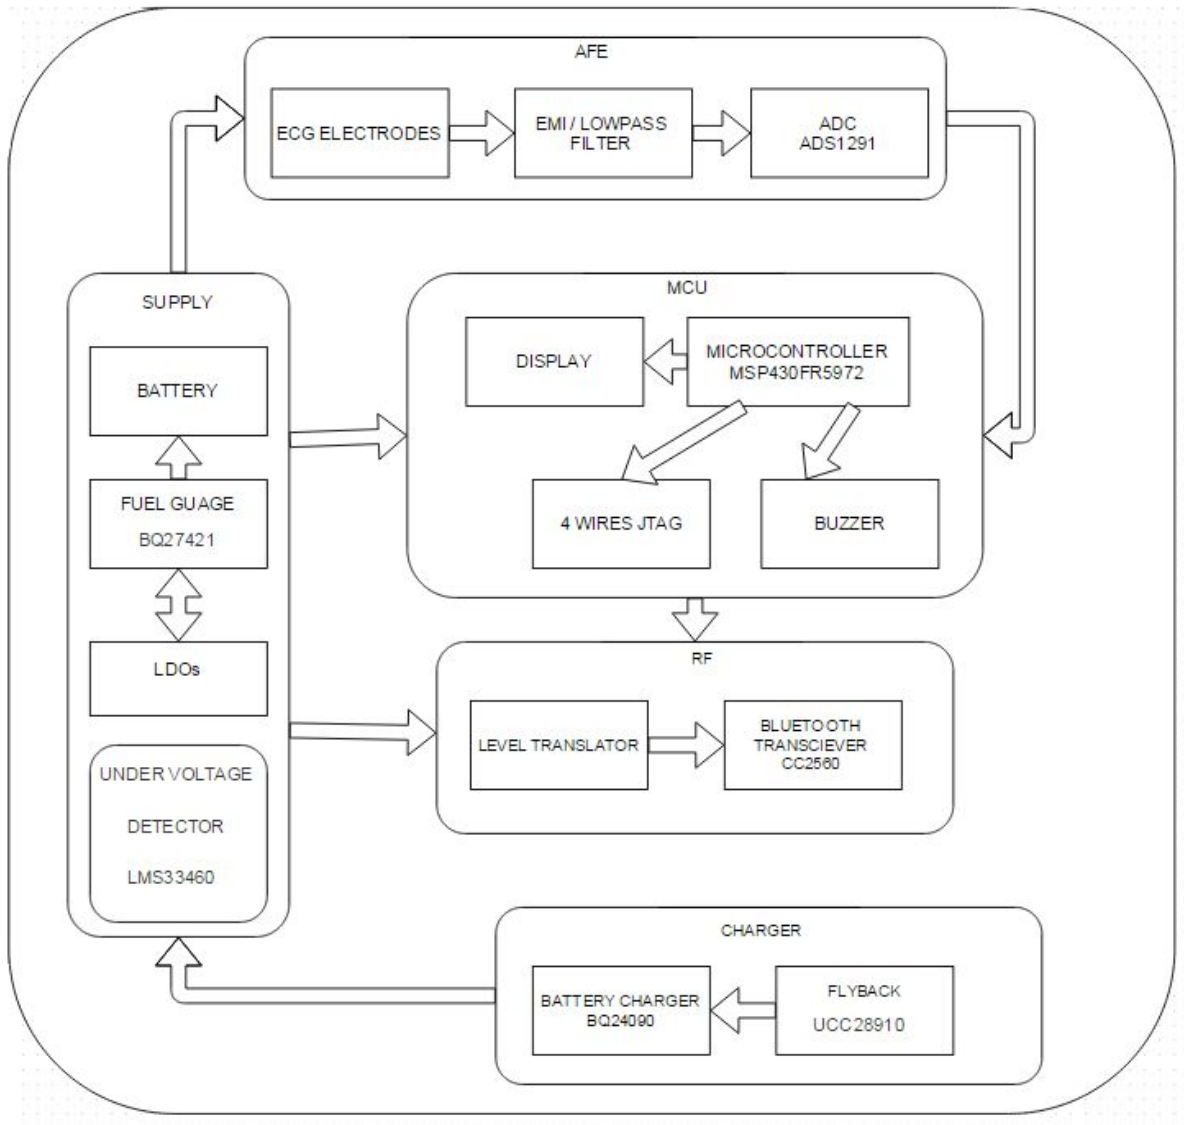 AFE
ECG ELECTRODES
EMI / LOWPASS
FILTER
ADC
ADS1291
SUPPLY
BATTERY
FUEL GUAGE
BQ27421
LDOs
UNDER VOLTAGE
DETECTOR
LMS33460
MCU
DISPLAY
MICROCONTROLLER
MSP430FR5972
4 WIRES JTAG
BUZZER
RF
LEVEL TRANSLATOR
BLUETOOTH
TRANSCIEVER
CC2560
CHARGER
BATTERY CHARGER
BQ24090
FLYBACK
UCC28910